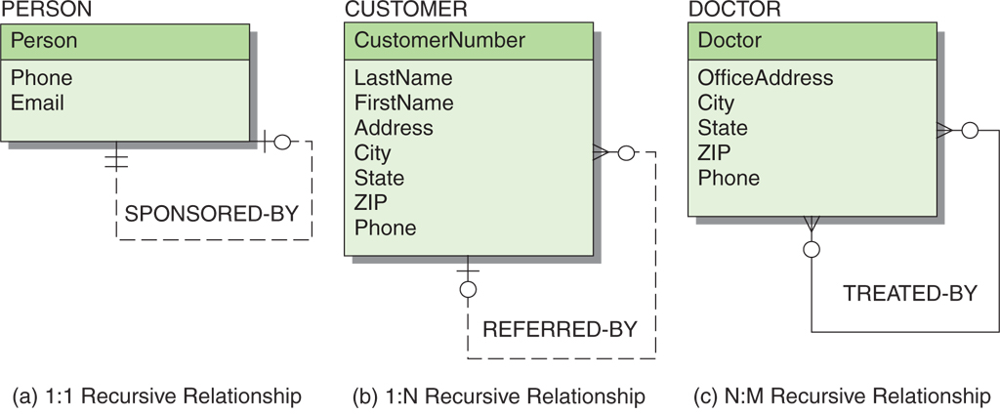 PERSON
Person
Phone
Email
SPONSORED-BY
(a) 1:1 Recursive Relationship
CUSTOMER
CustomerNumber
LastName
FirstName
Address
City
State
ZIP
Phone
REFERRED-BY
(b) 1:N Recursive Relationship
DOCTOR
Doctor
OfficeAddress
City
State
ZIP
Phone
TREATED-BY
(c) N:M Recursive Relationship